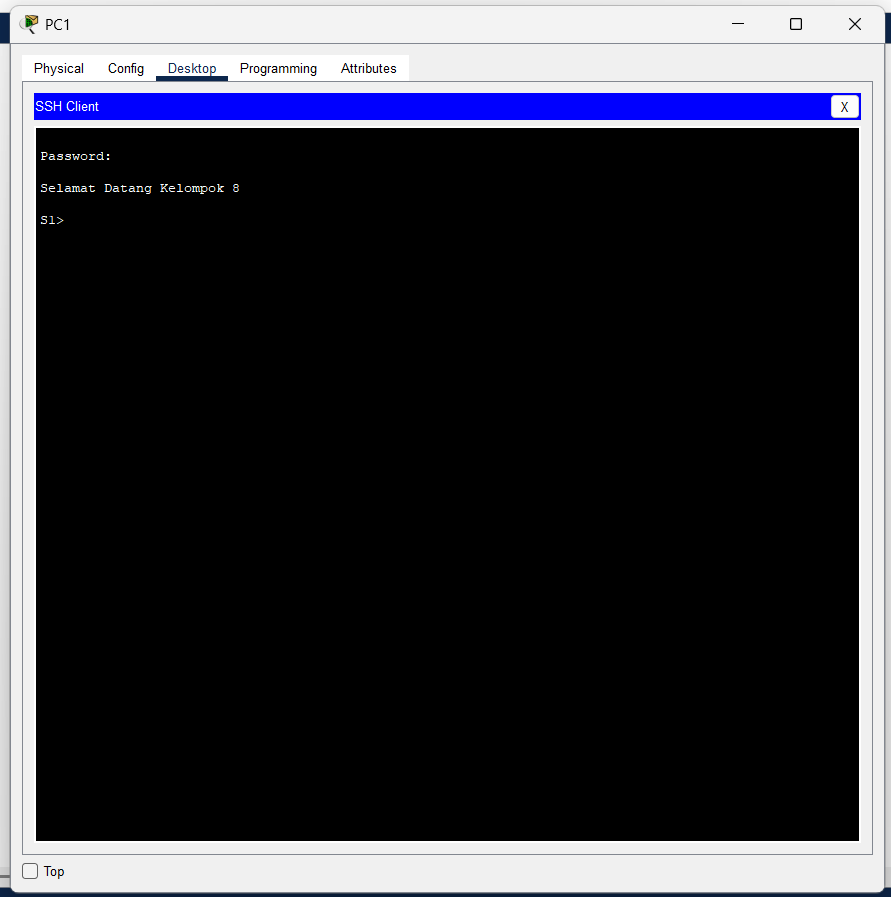 PC1
Physical Config Desktop Programming Attributes
SSH Client X
Password:
Selamat Datang Kelompok 8
S1>
Top